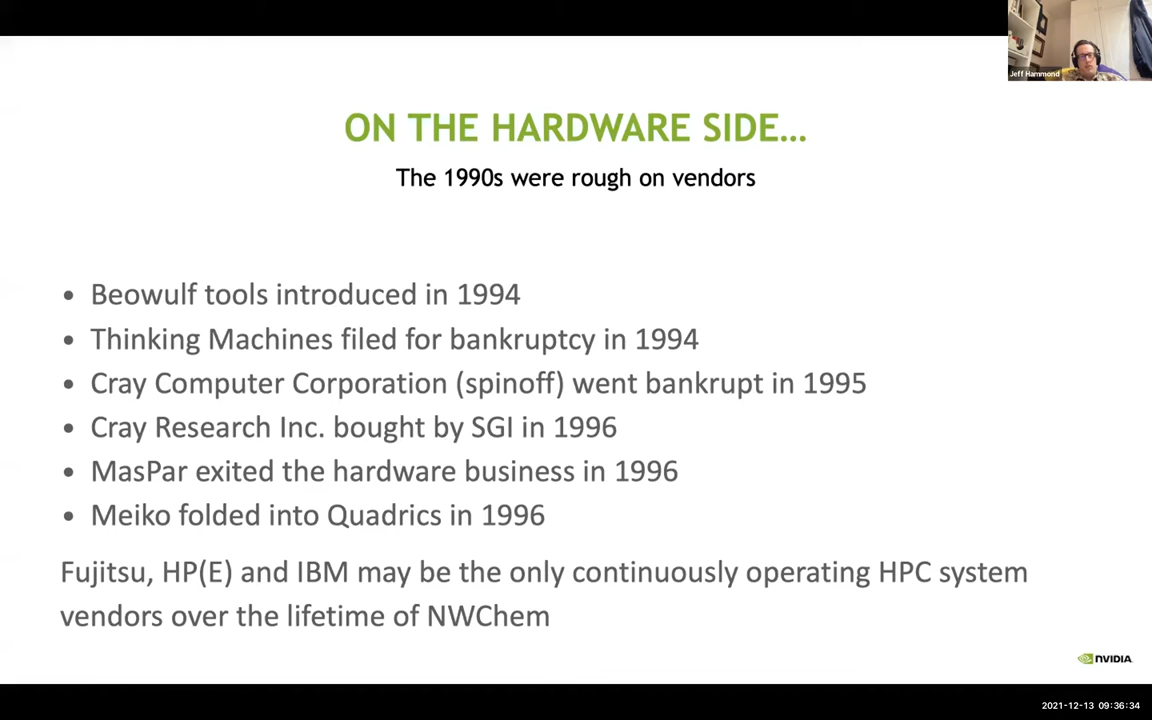 Jeff Hammond
ON THE HARDWARE SIDE...
The 1990s were rough on vendors
• Beowulf tools introduced in 1994
• Thinking Machines filed for bankruptcy in 1994
• Cray Computer Corporation (spinoff) went bankrupt in 1995
• Cray Research Inc. bought by SGI in 1996
• MasPar exited the hardware business in 1996
• Meiko folded into Quadrics in 1996
Fujitsu, HP(E) and IBM may be the only continuously operating HPC system
vendors over the lifetime of NWChem
NVIDIA.
2021-12-13 09:36:34